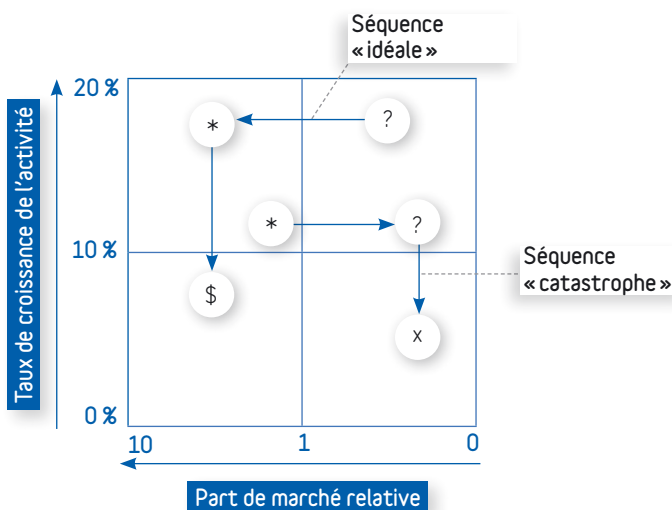 Séquence
« idéale »
Taux de croissance de l'activité
20 %
*
?
*
?
10 %
Séquence
« catastrophe »
$
x
0 %
10
1
0
Part de marché relative